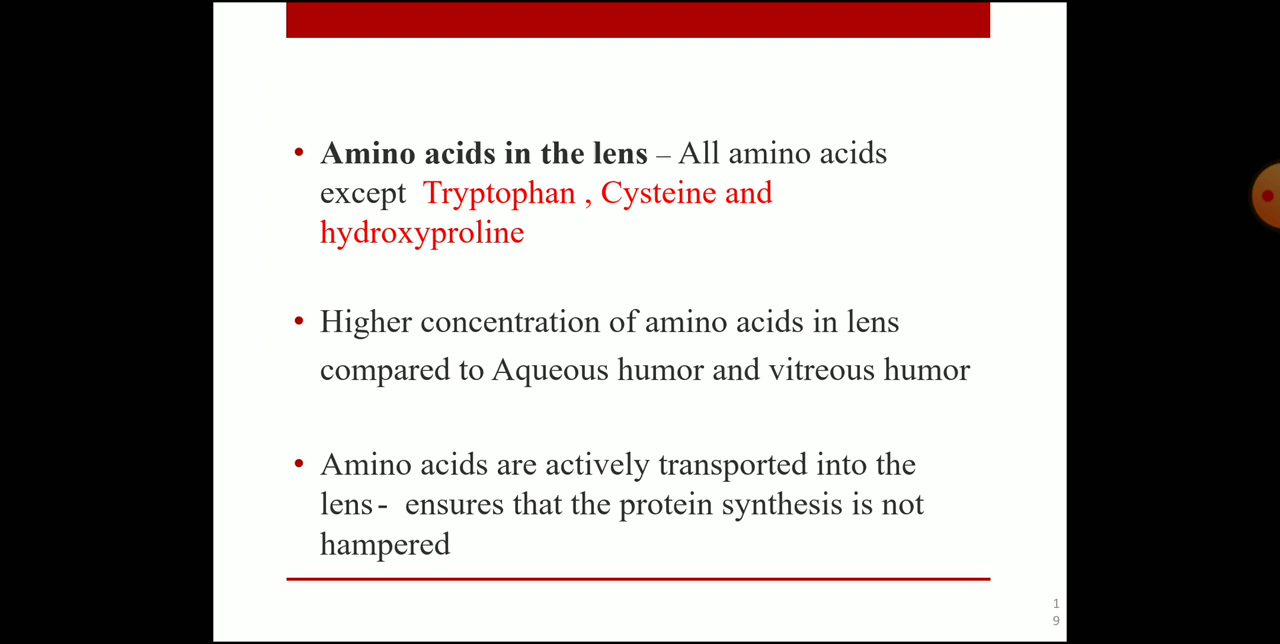 • Amino acids in the lens – All amino acids
except Tryptophan , Cysteine and
hydroxyproline
• Higher concentration of amino acids in lens
compared to Aqueous humor and vitreous humor
• Amino acids are actively transported into the
lens - ensures that the protein synthesis is not
hampered
1
9